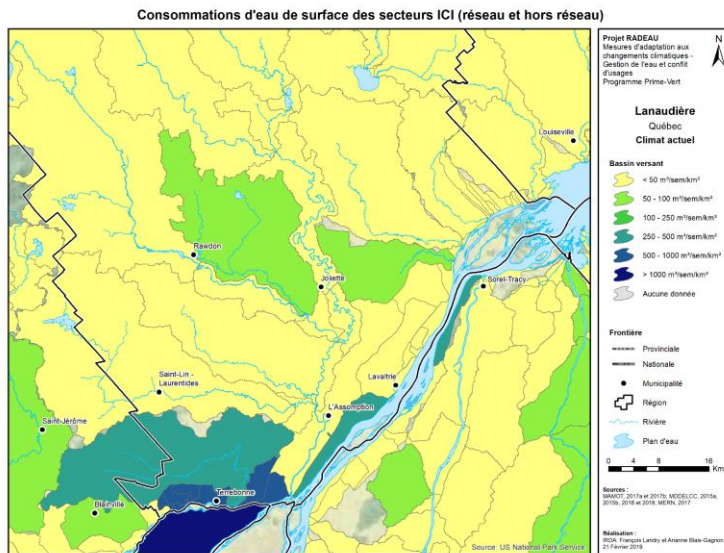 Consommations d'eau de surface des secteurs ICI (réseau et hors réseau)
Projet RADEAU
Mesures d'adaptation aux
changements climatiques -
Gestion de l'eau et conflit
d'usages
Programme Prime-Vert
N
Lanaudière
Québec
Climat actuel
Bassin versant
< 50 m³/sem/km²
50 - 100 m³/sem/km²
100 - 250 m³/sem/km²
250 - 500 m³/sem/km²
500 - 1000 m³/sem/km²
> 1000 m³/sem/km²
Aucune donnée
Frontière
Provinciale
Nationale
Municipalité
Région
Rivière
Plan d'eau
0 4 8 16
Km
Sources :
MAMOT, 2017a et 2017b; MDDELCC, 2015a,
2015b, 2016 et 2018; MERN, 2017
Réalisation :
IRDA: François Landry et Arianne Blais-Gagnon
21 Février 2019
Louiseville
Rawdon
Joliette
Sorel-Tracy
Lavaltrie
Saint-Lin -
Laurentides
L'Assomption
Saint-Jérôme
Terrebonne
Blainville
Source: US National Park Service